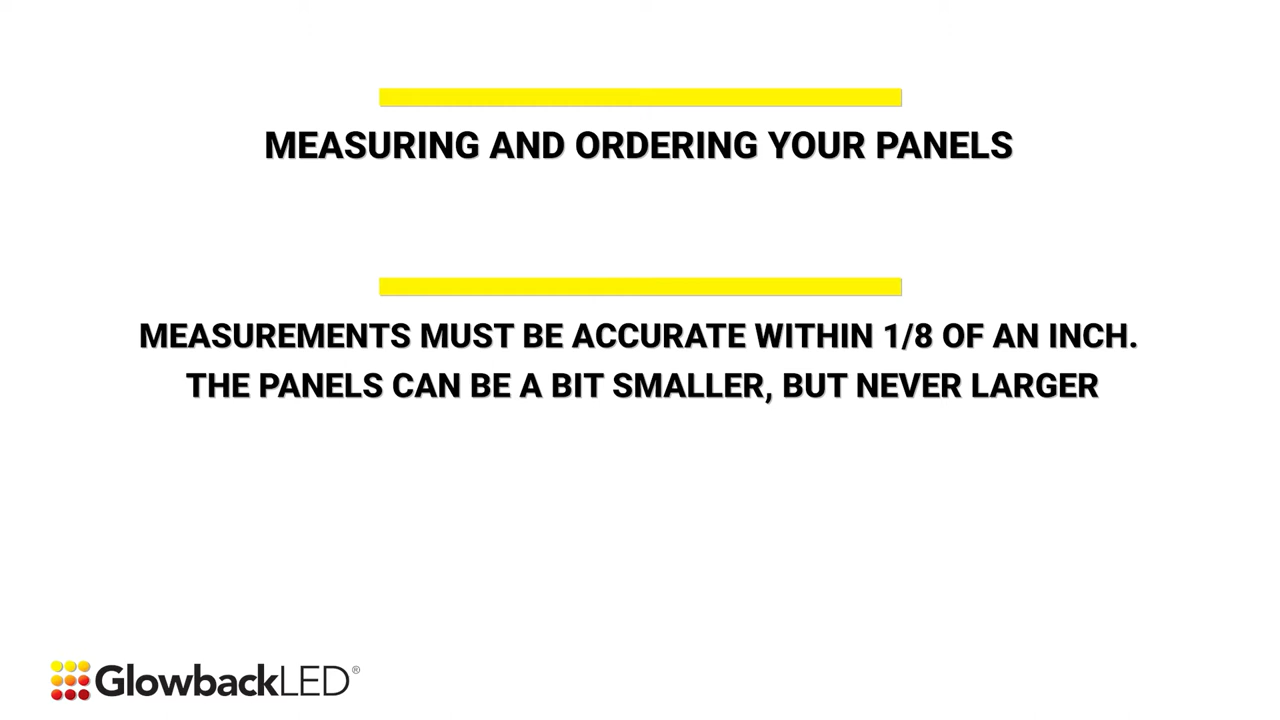 MEASURING AND ORDERING YOUR PANELS
MEASUREMENTS MUST BE ACCURATE WITHIN 1/8 OF AN INCH.
THE PANELS CAN BE A BIT SMALLER, BUT NEVER LARGER
GlowbackLED®